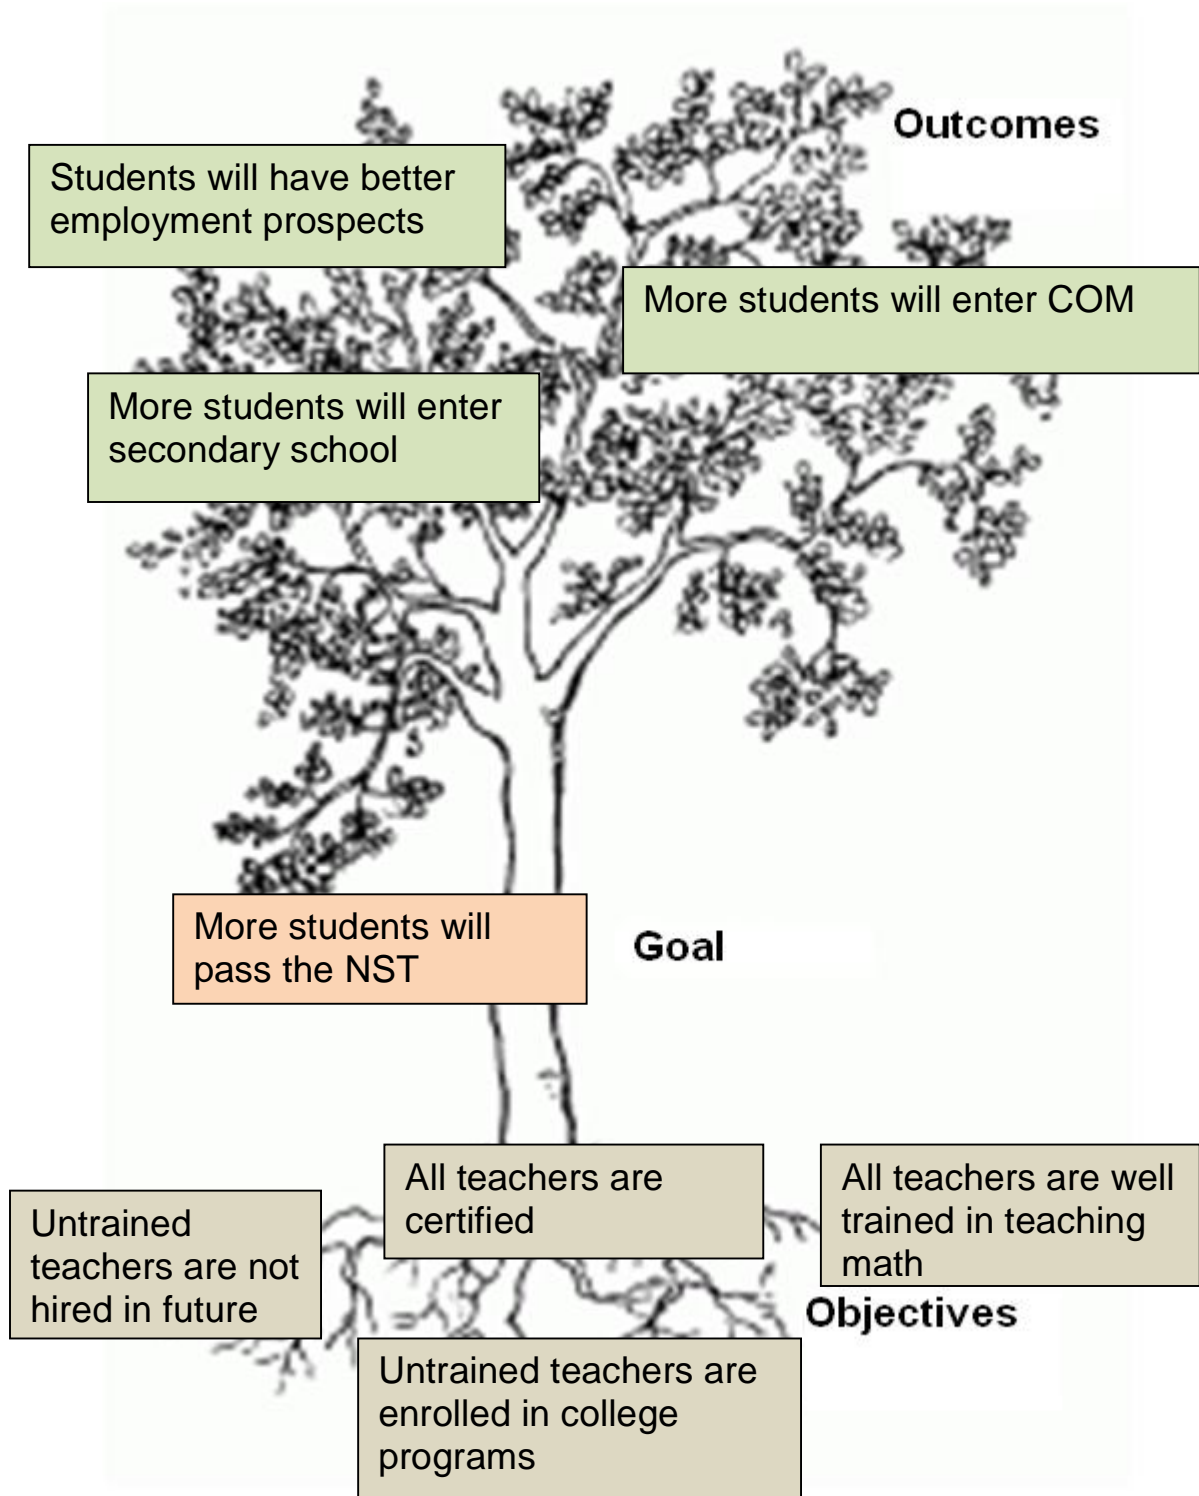 Outcomes
Students will have better
employment prospects
More students will enter COM
More students will enter
secondary school
More students will
pass the NST
Goal
All teachers are
certified
All teachers are well
trained in teaching
math
Untrained
teachers are not
hired in future
Objectives
Untrained teachers are
enrolled in college
programs